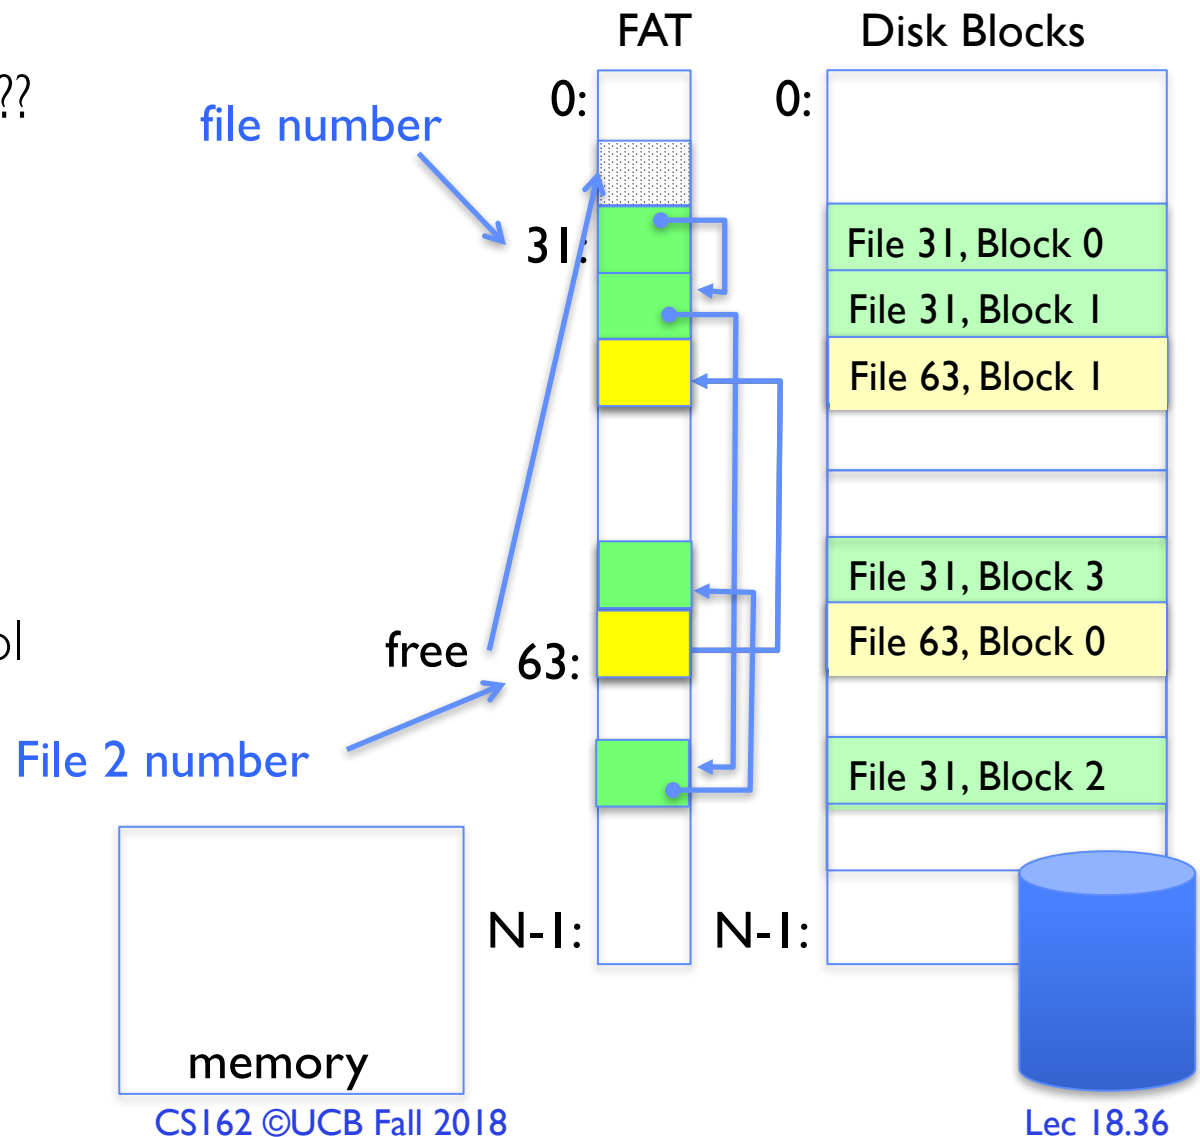 FAT
Disk Blocks
??
0:
0:
file number
31:
File 31, Block 0
File 31, Block 1
File 63, Block 1
File 31, Block 3
ol
free
63:
File 63, Block 0
File 2 number
File 31, Block 2
N-1:
N-1:
memory
CS162 ©UCB Fall 2018
Lec 18.36